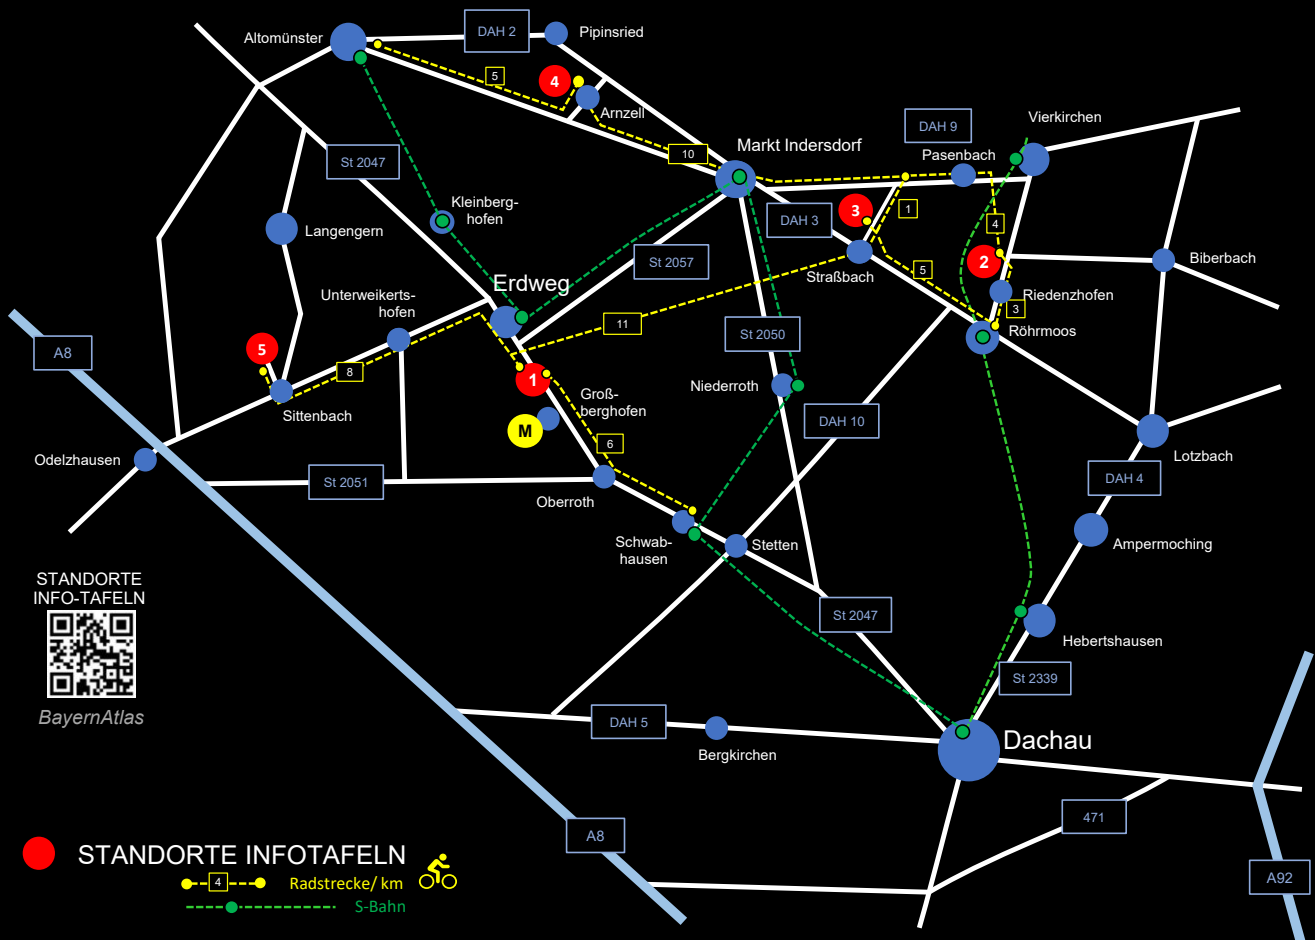 Altomünster
DAH 2
Pipinsried
5
4
Arnzell
10
Markt Indersdorf
DAH 9
Vierkirchen
Pasenbach
St 2047
Kleinberg-
hofen
Langengern
DAH 3
3
1
4
Straßbach
5
2
Biberbach
Riedenzhofen
3
Röhrmoos
St 2057
Erdweg
Unterweikerts-
hofen
11
St 2050
A8
5
8
1
Sittenbach
Groß-
berghofen
M
6
Niederroth
DAH 10
Odelzhausen
St 2051
Oberroth
Lotzbach
DAH 4
Schwab-
hausen
Stetten
Ampermoching
STANDORTE
INFO-TAFELN
BayernAtlas
St 2047
Hebertshausen
St 2339
DAH 5
Bergkirchen
Dachau
471
A8
A92
STANDORTE INFOTAFELN
4
Radstrecke/ km
S-Bahn